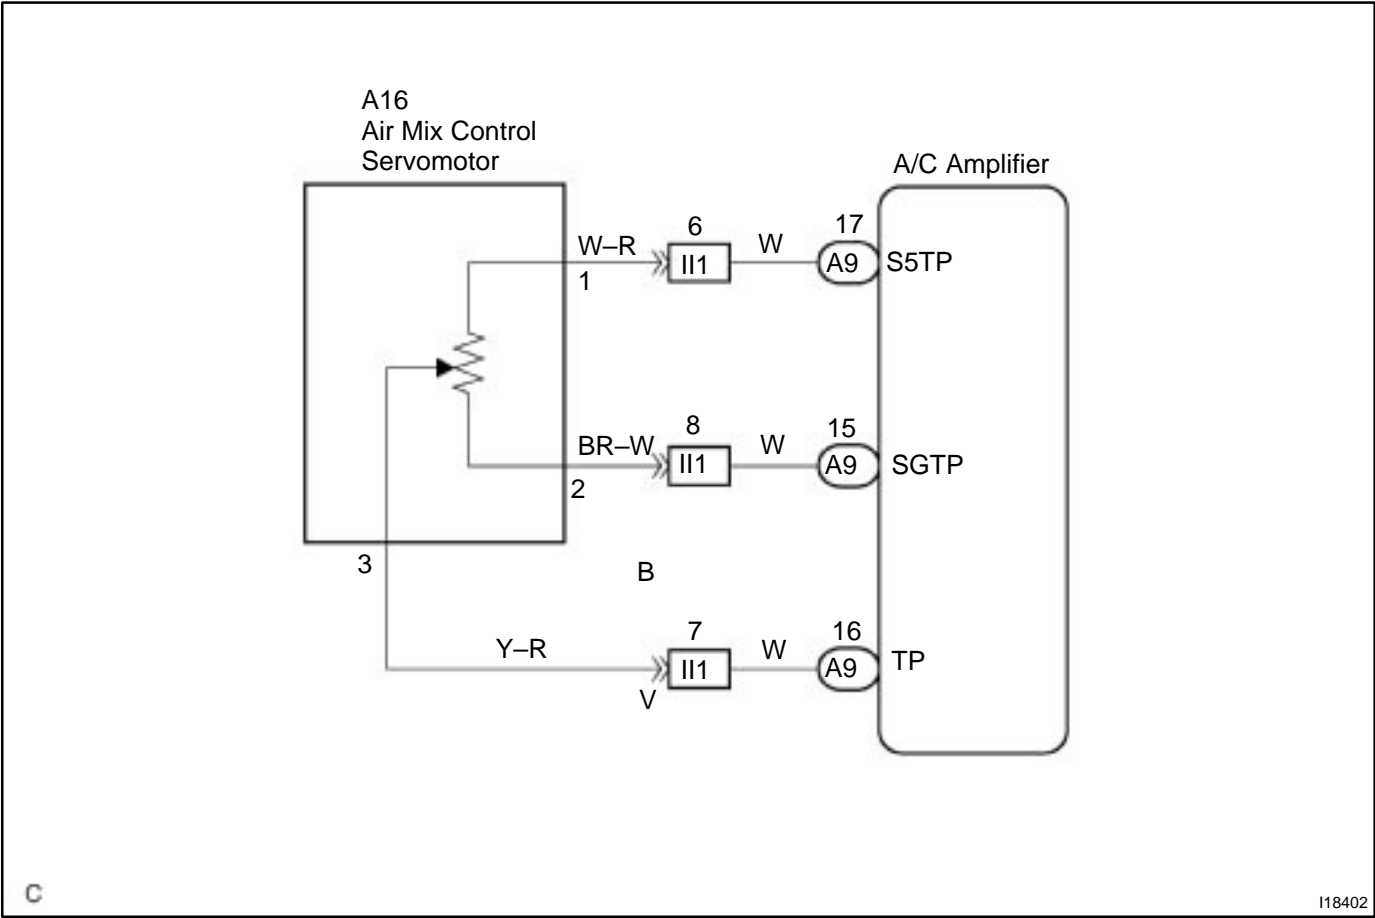 A16
Air Mix Control
Servomotor
A/C Amplifier
W–R
1
6
II1
W
17
A9
S5TP
BR–W
2
8
II1
W
15
A9
SGTP
3
B
Y–R
V
7
II1
W
16
A9
TP
C
I18402